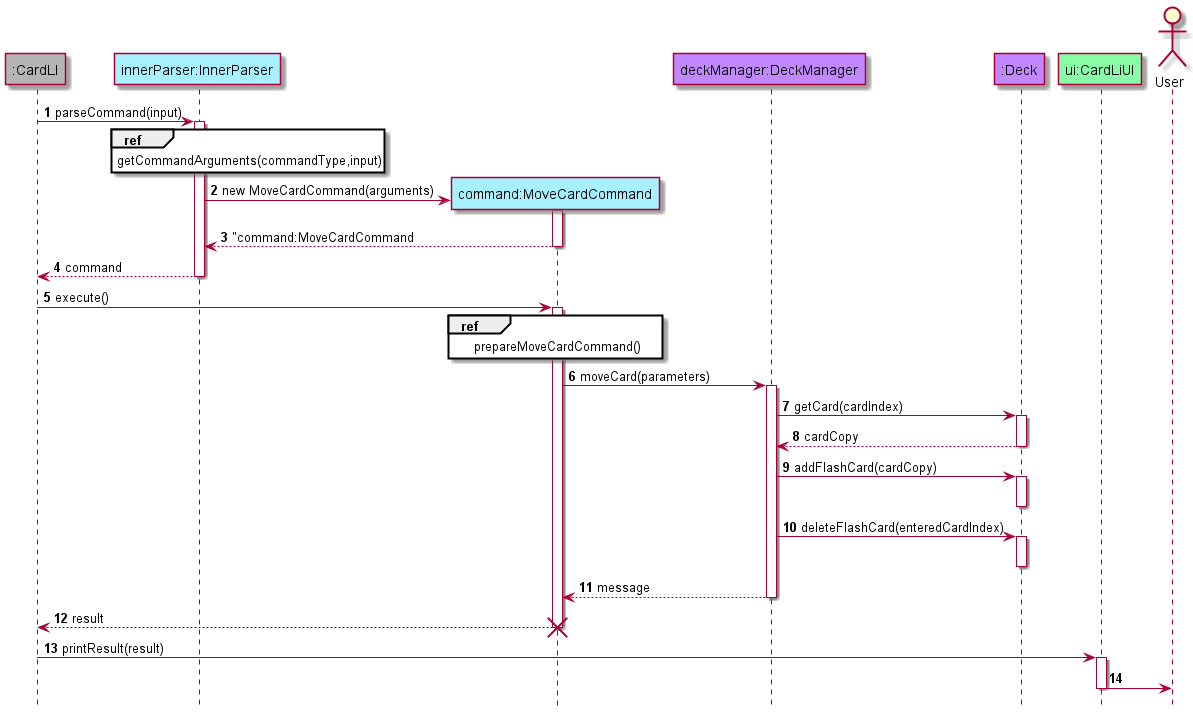 :CardLI
innerParser:InnerParser
deckManager:DeckManager
:Deck
ui:CardLiUI
User
1 parseCommand(input)
ref
getCommandArguments(commandType,input)
2 new MoveCardCommand(arguments)
command:MoveCardCommand
3 "command:MoveCardCommand
4 command
5 execute()
ref
prepareMoveCardCommand()
6 moveCard(parameters)
7 getCard(cardIndex)
8 cardCopy
9 addFlashCard(cardCopy)
10 deleteFlashCard(enteredCardIndex)
11 message
12 result
13 printResult(result)
14